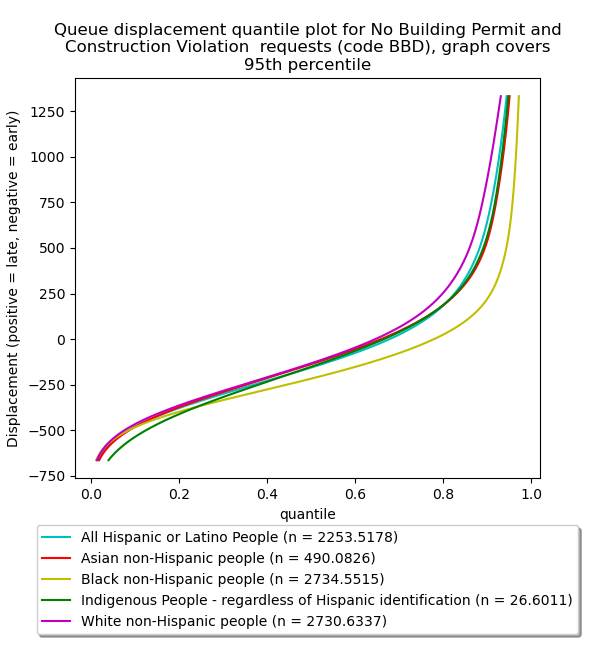 Queue displacement quantile plot for No Building Permit and
Construction Violation  requests (code BBD), graph covers
95th percentile
Displacement (positive = late, negative = early)
1250
1000
750
500
250
0
−250
−500
−750
0.0 0.2 0.4 0.6 0.8 1.0
quantile
All Hispanic or Latino People (n = 2253.5178)
Asian non-Hispanic people (n = 490.0826)
Black non-Hispanic people (n = 2734.5515)
Indigenous People - regardless of Hispanic identification (n = 26.6011)
White non-Hispanic people (n = 2730.6337)